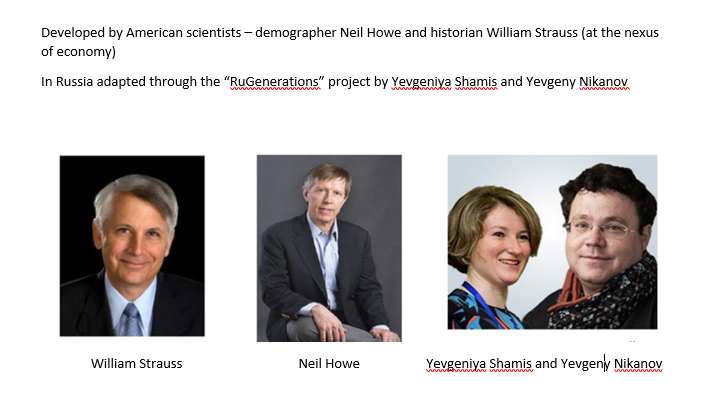 Developed by American scientists – demographer Neil Howe and historian William Strauss (at the nexus
of economy)
In Russia adapted through the “RuGenerations” project by Yevgeniya Shamis and Yevgeny Nikanov
William Strauss
Neil Howe
Yevgeniya Shamis and Yevgeny Nikanov